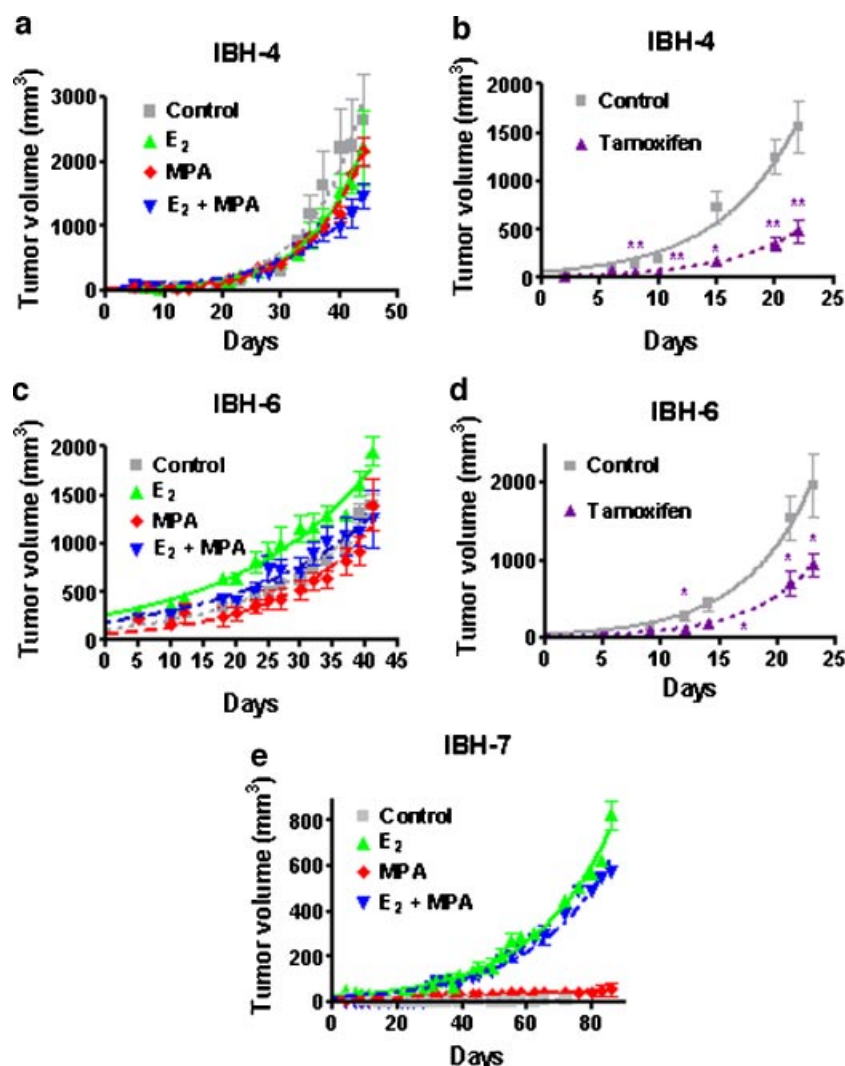 a
IBH-4
Tumor volume (mm³)
3000
2000
1000
0
Control
E₂
MPA
E₂ + MPA
0 10 20 30 40 50
Days
b
IBH-4
Tumor volume (mm³)
2000
1500
1000
500
0
Control
Tamoxifen
** ** * ** **
0 5 10 15 20 25
Days
c
IBH-6
Tumor volume (mm³)
2000
1500
1000
500
0
Control
E₂
MPA
E₂ + MPA
0 5 10 15 20 25 30 35 40 45
Days
d
IBH-6
Tumor volume (mm³)
2000
1000
0
Control
Tamoxifen
* * * *
0 5 10 15 20 25
Days
e
IBH-7
Tumor volume (mm³)
800
600
400
200
0
Control
E₂
MPA
E₂ + MPA
0 20 40 60 80
Days